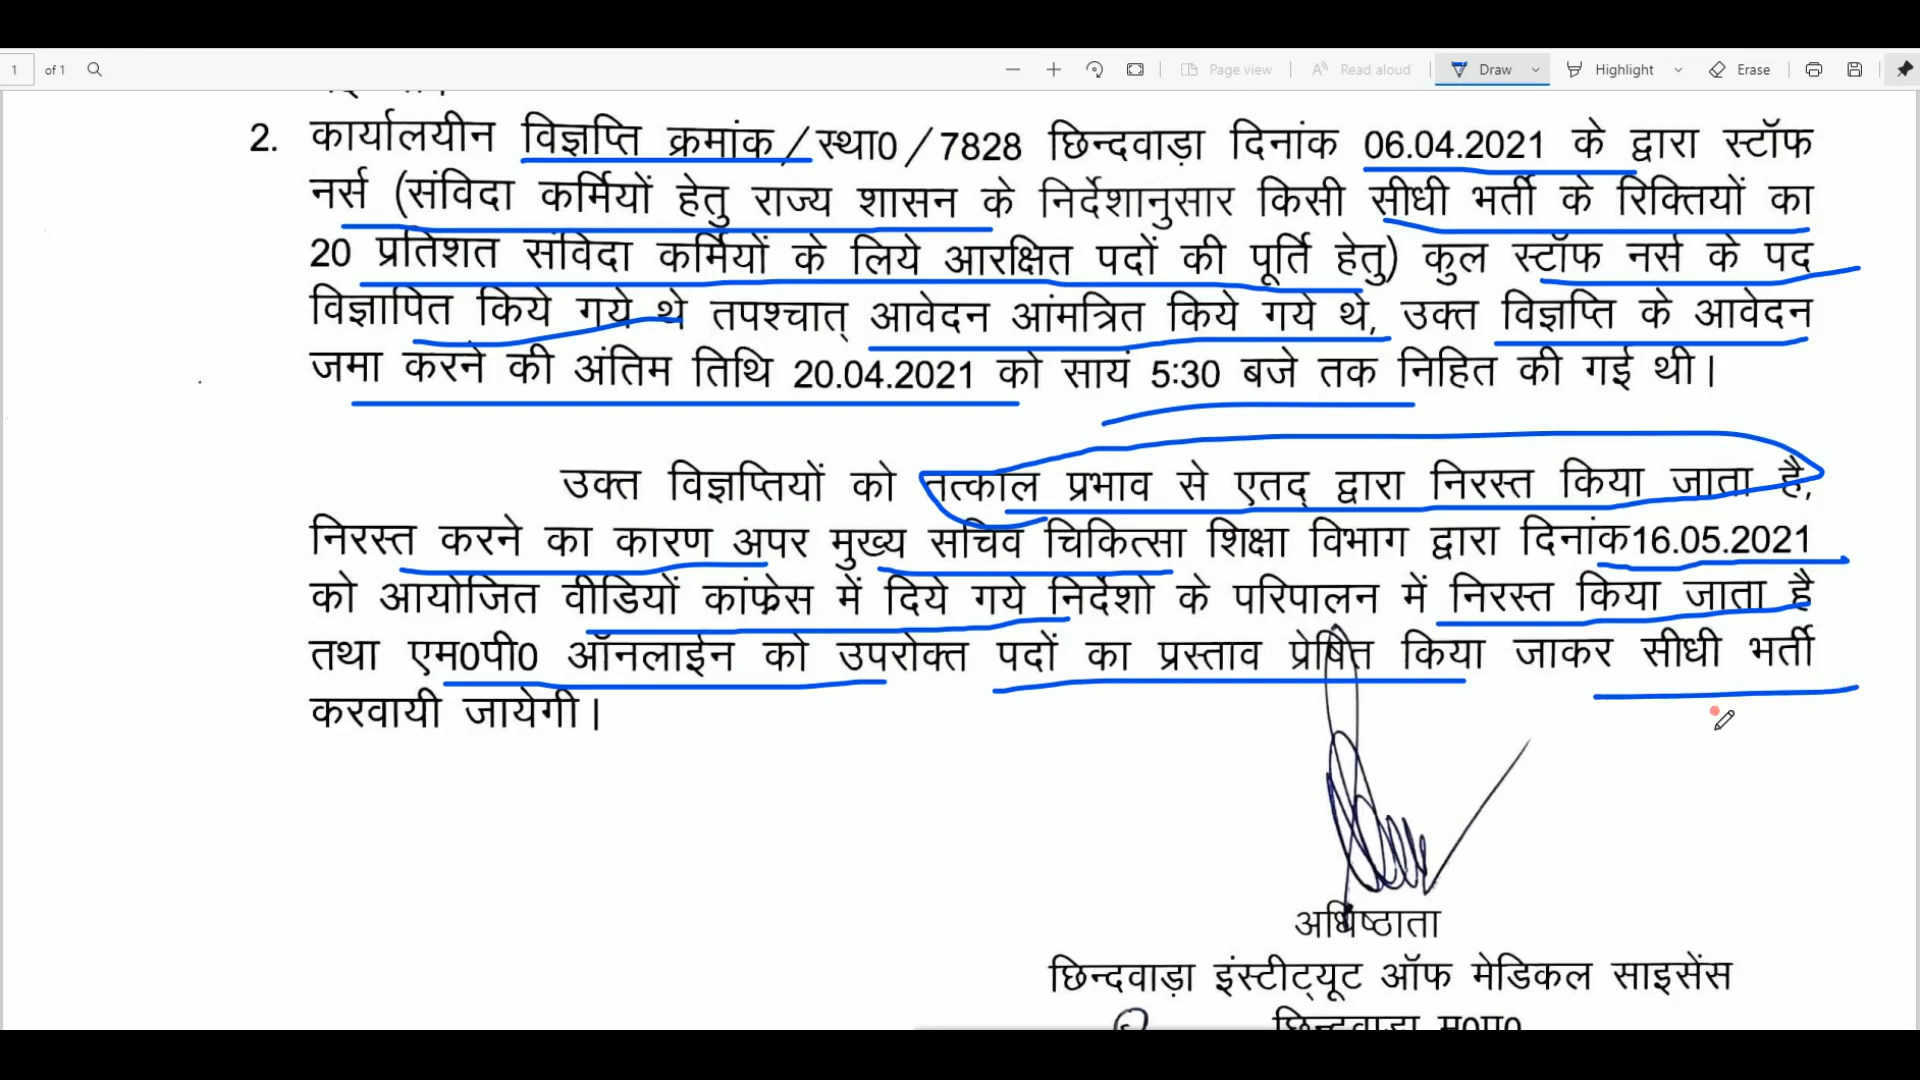 1 of 1 Page view Read aloud Draw Highlight Erase
2. कार्यालयीन विज्ञप्ति क्रमांक/स्था0/7828 छिन्दवाड़ा दिनांक 06.04.2021 के द्वारा स्टॉफ
नर्स (संविदा कर्मियों हेतु राज्य शासन के निर्देशानुसार किसी सीधी भर्ती के रिक्तियों का
20 प्रतिशत संविदा कर्मियों के लिये आरक्षित पदों की पूर्ति हेतु) कुल स्टॉफ नर्स के पद
विज्ञापित किये गये थे तपश्चात् आवेदन आंमत्रित किये गये थे, उक्त विज्ञप्ति के आवेदन
जमा करने की अंतिम तिथि 20.04.2021 को सायं 5:30 बजे तक निहित की गई थी।
उक्त विज्ञप्तियों को तत्काल प्रभाव से एतद् द्वारा निरस्त किया जाता है,
निरस्त करने का कारण अपर मुख्य सचिव चिकित्सा शिक्षा विभाग द्वारा दिनांक16.05.2021
को आयोजित वीडियों कांफ्रेस में दिये गये निर्देशो के परिपालन में निरस्त किया जाता है
तथा एम0पी0 ऑनलाईन को उपरोक्त पदों का प्रस्ताव प्रेषित किया जाकर सीधी भर्ती
करवायी जायेगी।
अधिष्ठाता
छिन्दवाड़ा इंस्टीट्यूट ऑफ मेडिकल साइसेंस
छिन्दवाड़ा म0प्र0